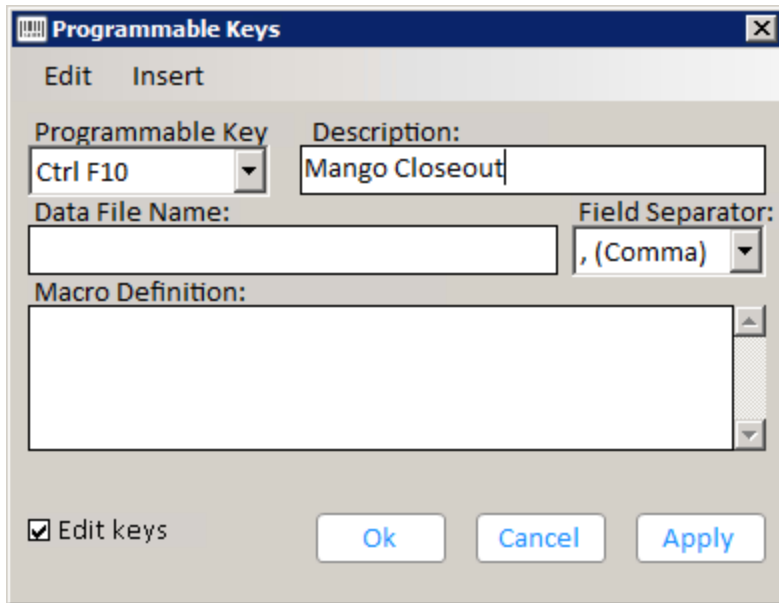 Programmable Keys
Edit Insert
Programmable Key Description:
Ctrl F10 Mango Closeout
Data File Name: Field Separator:
, (Comma)
Macro Definition:
Edit keys Ok Cancel Apply